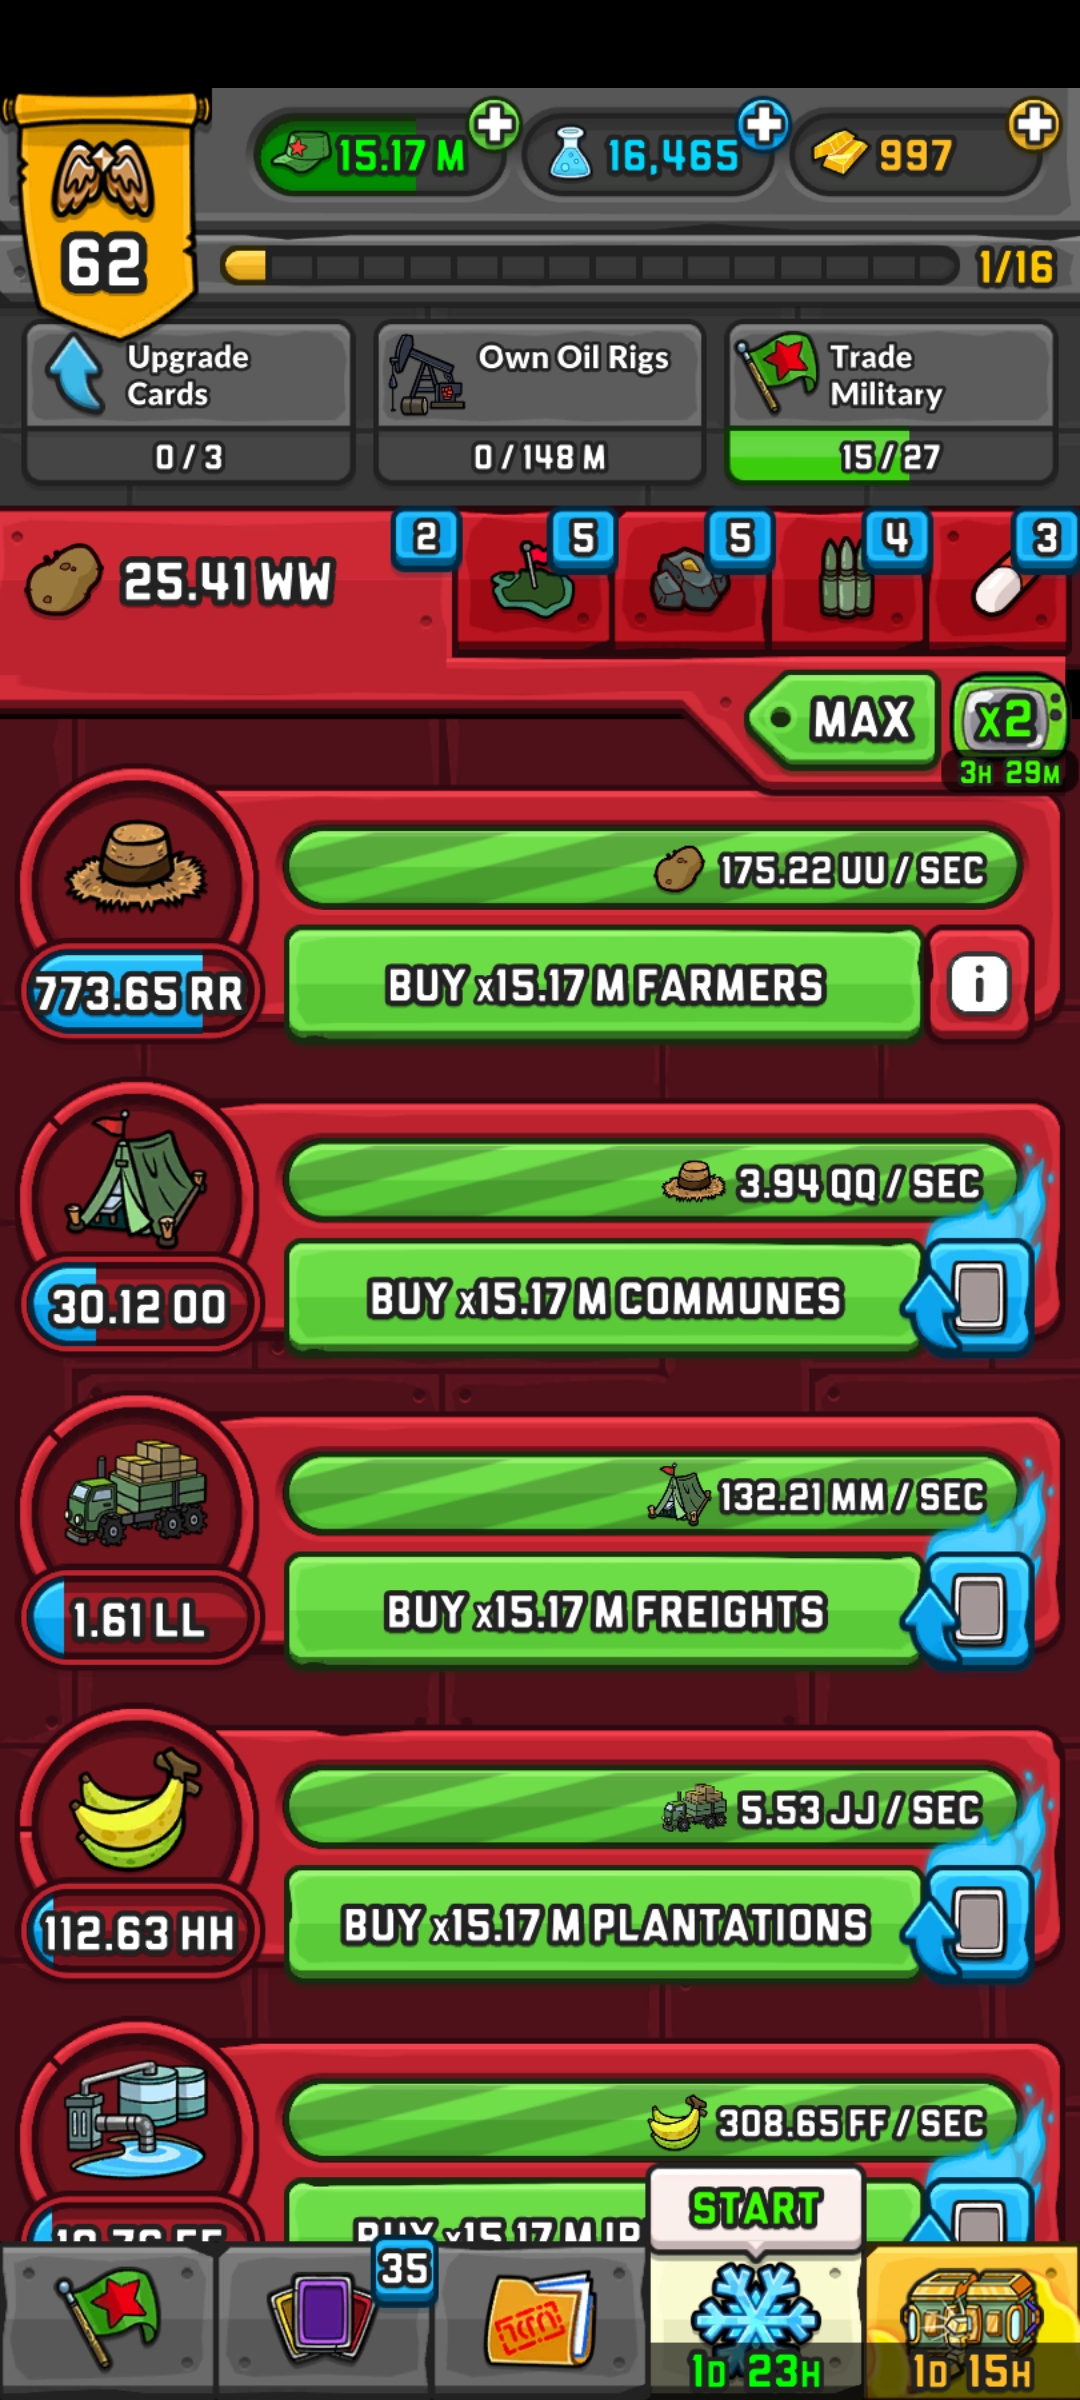 15.17 M
16,465
997
62
1/16
Upgrade
Cards
Own Oil Rigs
Trade
Military
0 / 3
0 / 148 M
15 / 27
2
5
5
4
3
25.41 WW
MAX
x2
3H 29M
175.22 UU / SEC
773.65 RR
BUY x15.17 M FARMERS
i
3.94 QQ / SEC
30.12 OO
BUY x15.17 M COMMUNES
132.21 MM / SEC
1.61 LL
BUY x15.17 M FREIGHTS
5.53 JJ / SEC
112.63 HH
BUY x15.17 M PLANTATIONS
308.65 FF / SEC
BUY x15.17 M
START
35
1D 23H
1D 15H